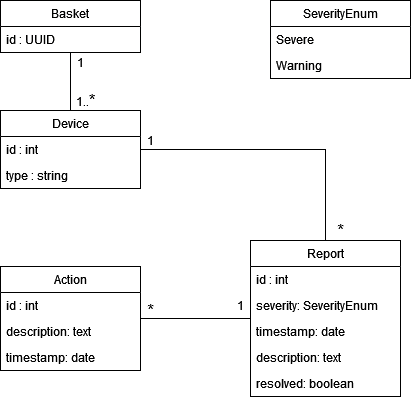 Basket
id : UUID
SeverityEnum
Severe
Warning
1
1..*
Device
id : int
type : string
1
*
Report
id : int
severity: SeverityEnum
timestamp: date
description: text
resolved: boolean
Action
id : int
description: text
timestamp: date
*
1